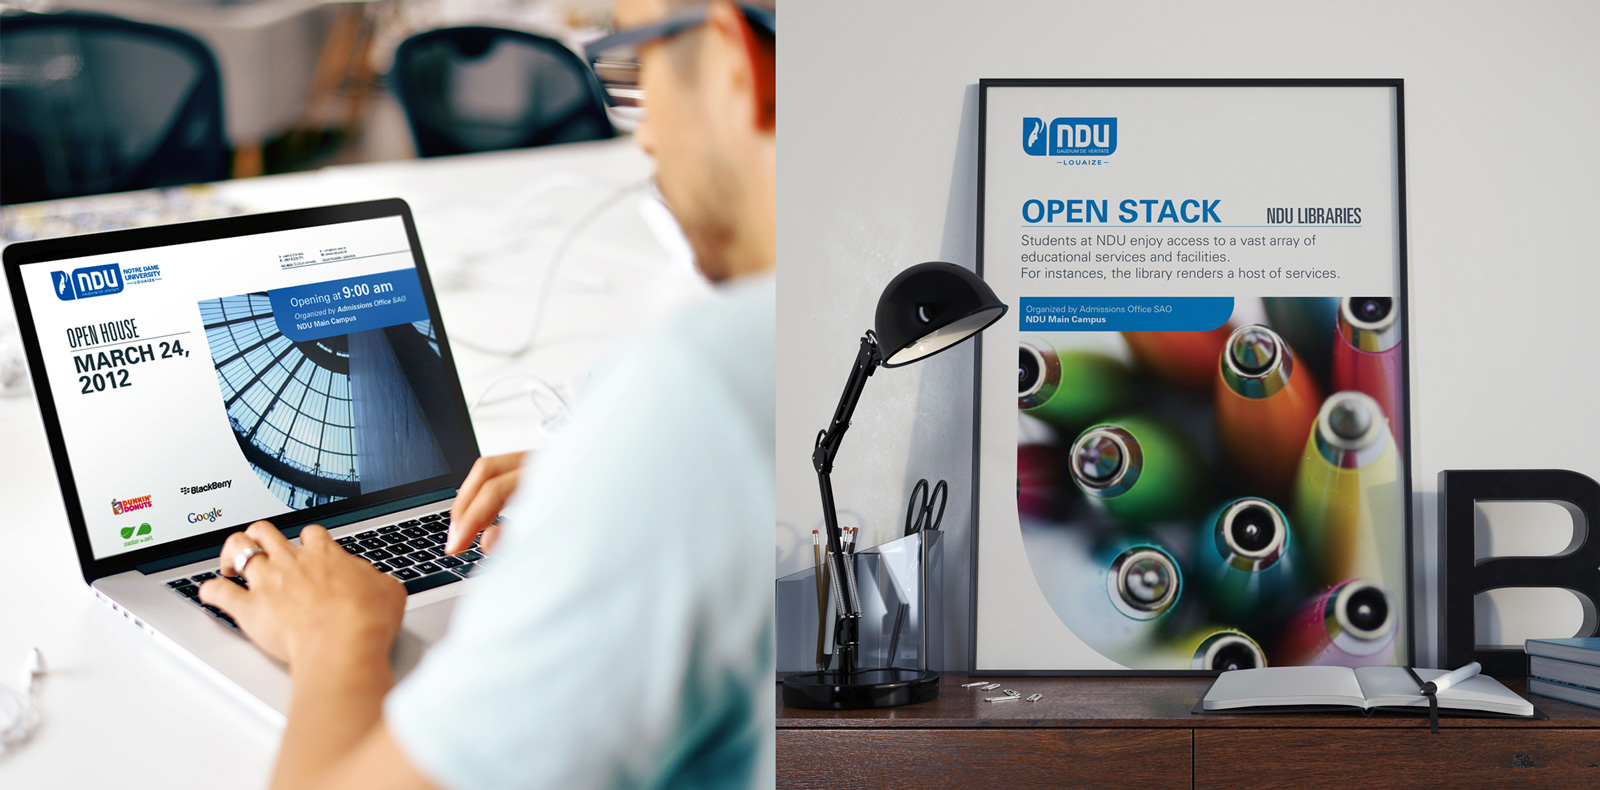 NDU
NOTRE DAME
UNIVERSITY
LOUAIZE
OPEN HOUSE
MARCH 24,
2012
Opening at 9:00 am
Organized by Admissions Office SAO
NDU Main Campus
DUNKIN'
DONUTS
BlackBerry
Google
NDU
GAUDIUM DE VERITATE
LOUAIZE
OPEN STACK
NDU LIBRARIES
Students at NDU enjoy access to a vast array of
educational services and facilities.
For instances, the library renders a host of services.
Organized by Admissions Office SAO
NDU Main Campus
B